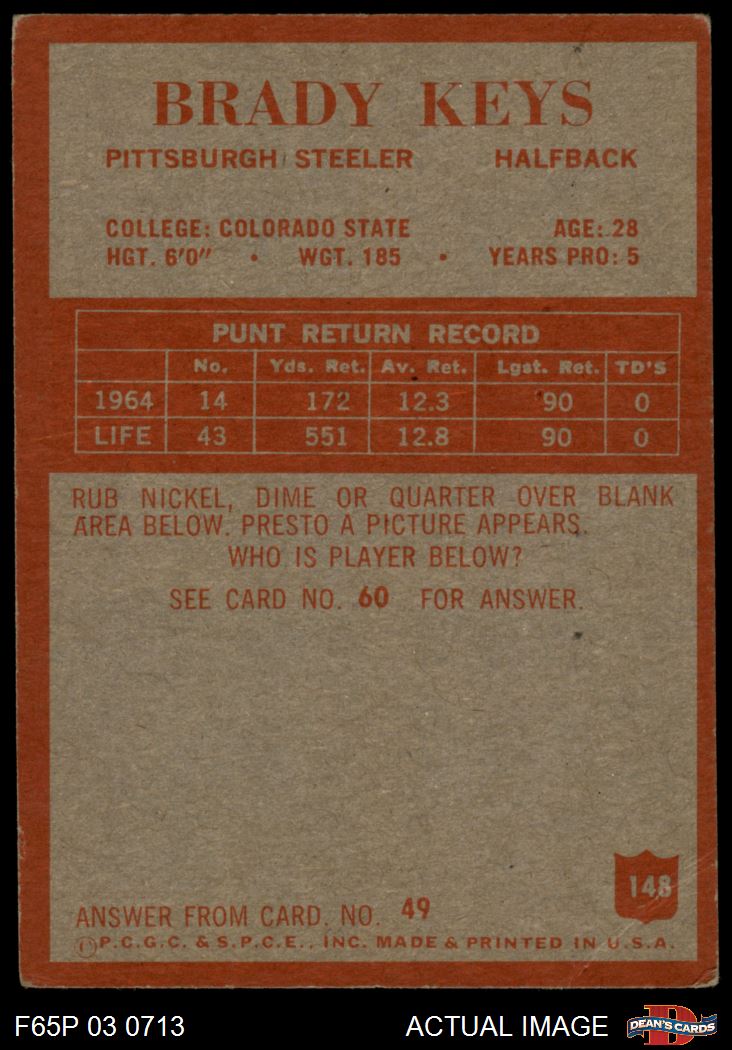 BRADY KEYS
PITTSBURGH STEELER HALFBACK
COLLEGE: COLORADO STATE AGE: 28
HGT. 6'0" • WGT. 185 • YEARS PRO: 5
PUNT RETURN RECORD
No. Yds. Ret. Av. Ret. Lgst. Ret. TD'S
1964 14 172 12.3 90 0
LIFE 43 551 12.8 90 0
RUB NICKEL, DIME OR QUARTER OVER BLANK
AREA BELOW. PRESTO A PICTURE APPEARS.
WHO IS PLAYER BELOW?
SEE CARD NO. 60 FOR ANSWER.
148
ANSWER FROM CARD. NO. 49
©P.C.G.C. & S.P.C.E., INC. MADE & PRINTED IN U.S.A.
F65P 03 0713 ACTUAL IMAGE
D
DEAN'S CARDS